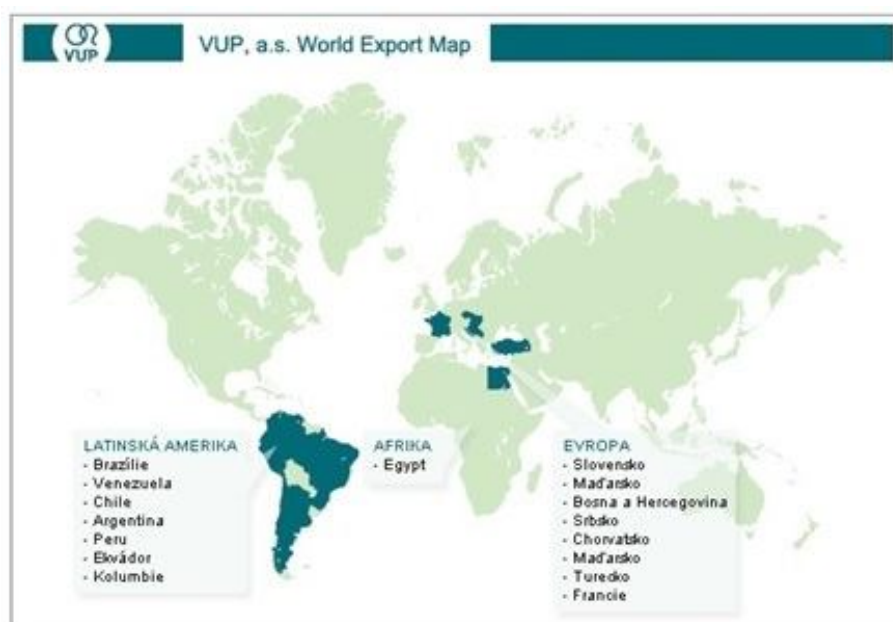 VUP
VUP, a.s. World Export Map
LATINSKÁ AMERIKA
- Brazílie
- Venezuela
- Chile
- Argentina
- Peru
- Ekvádor
- Kolumbie
AFRIKA
- Egypt
EVROPA
- Slovensko
- Maďarsko
- Bosna a Hercegovina
- Srbsko
- Chorvatsko
- Maďarsko
- Turecko
- Francie